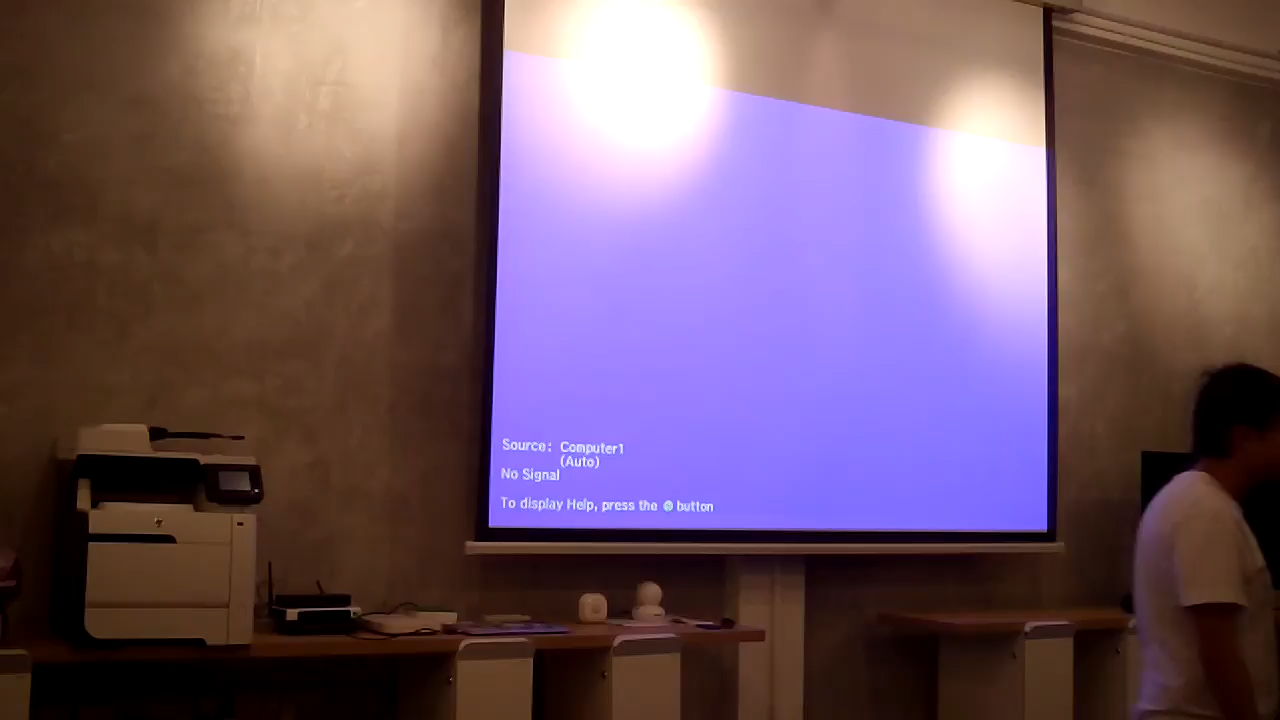 Source: Computer1
(Auto)
No Signal
To display Help, press the button